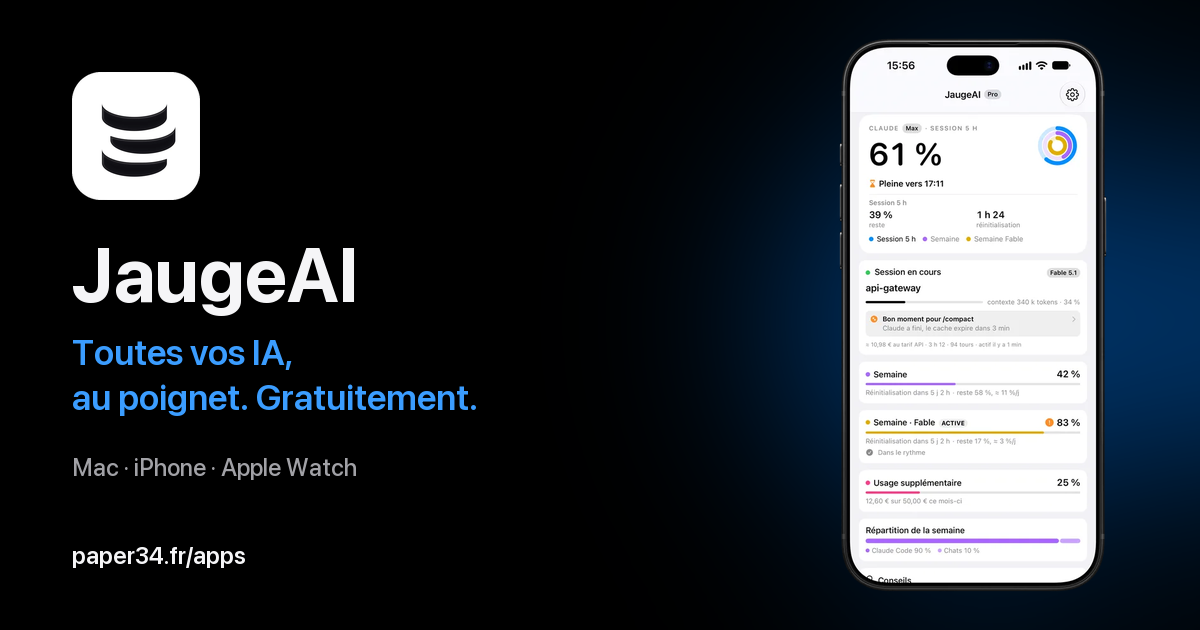 JaugeAI
Toutes vos IA,
au poignet. Gratuitement.
Mac · iPhone · Apple Watch
paper34.fr/apps
15:56
JaugeAI Pro
CLAUDE Max · SESSION 5 H
61 %
Pleine vers 17:11
Session 5 h
39 % 1 h 24
reste réinitialisation
Session 5 h Semaine Semaine Fable
Session en cours Fable 5.1
api-gateway
contexte 340 k tokens · 34 %
Bon moment pour /compact
Claude a fini, le cache expire dans 3 min
≈ 10,98 € au tarif API · 3 h 12 · 94 tours · actif il y a 1 min
Semaine 42 %
Réinitialisation dans 5 j 2 h · reste 58 %, ≈ 11 %/j
Semaine · Fable ACTIVE 83 %
Réinitialisation dans 5 j 2 h · reste 17 %, ≈ 3 %/j
Dans le rythme
Usage supplémentaire 25 %
12,60 € sur 50,00 € ce mois-ci
Répartition de la semaine
Claude Code 90 % Chats 10 %
Conseils